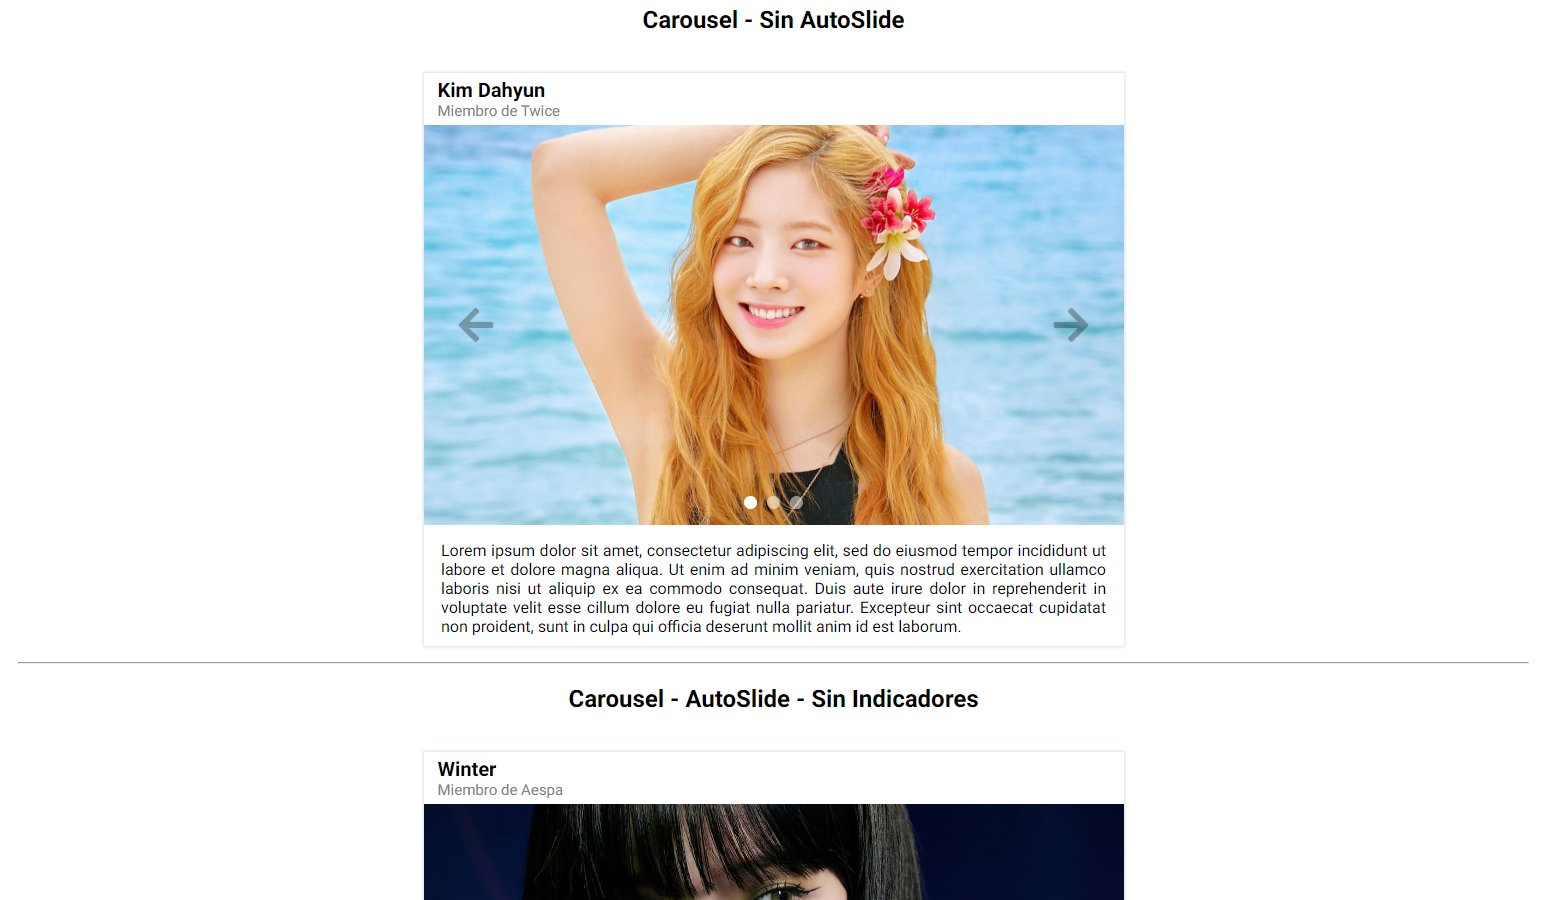 Carousel - Sin AutoSlide
Kim Dahyun
Miembro de Twice
Lorem ipsum dolor sit amet, consectetur adipiscing elit, sed do eiusmod tempor incididunt ut
labore et dolore magna aliqua. Ut enim ad minim veniam, quis nostrud exercitation ullamco
laboris nisi ut aliquip ex ea commodo consequat. Duis aute irure dolor in reprehenderit in
voluptate velit esse cillum dolore eu fugiat nulla pariatur. Excepteur sint occaecat cupidatat
non proident, sunt in culpa qui officia deserunt mollit anim id est laborum.
Carousel - AutoSlide - Sin Indicadores
Winter
Miembro de Aespa